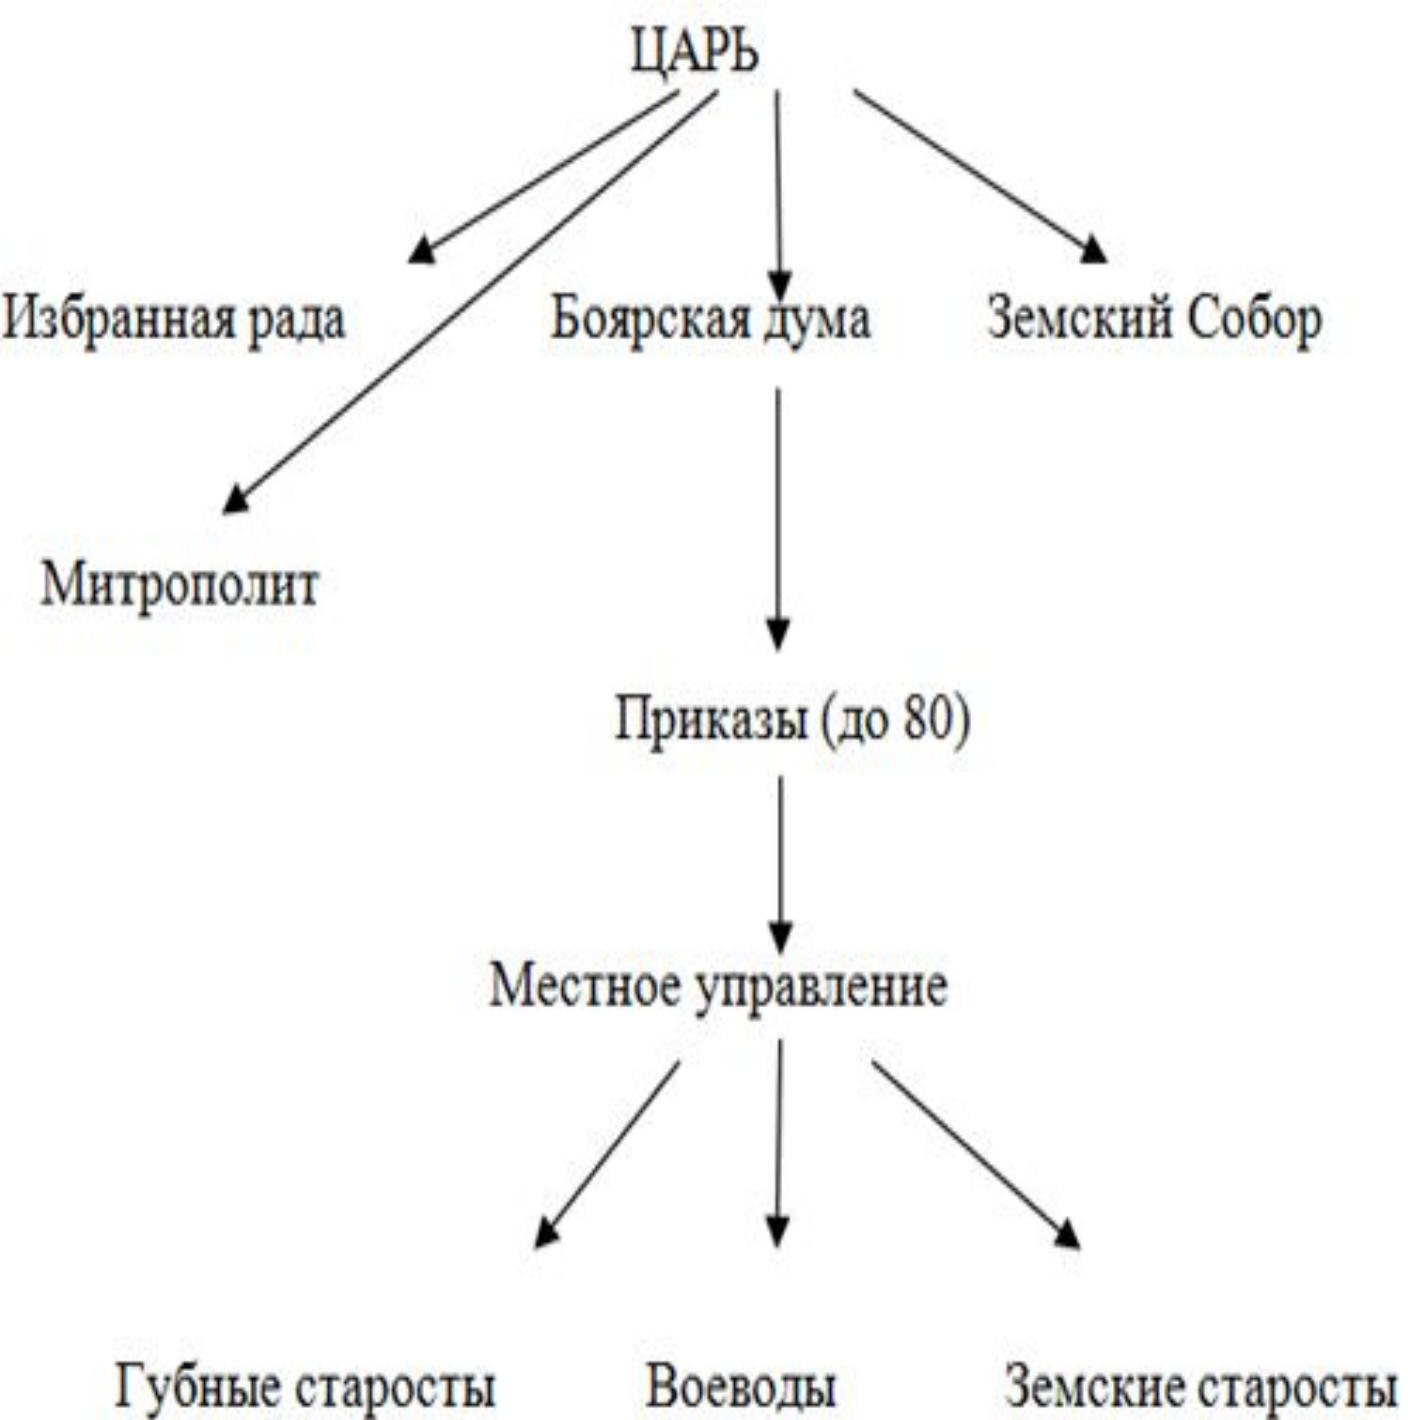 ЦАРЬ
Избранная рада
Боярская дума
Земский Собор
Митрополит
Приказы (до 80)
Местное управление
Губные старосты
Воеводы
Земские старосты